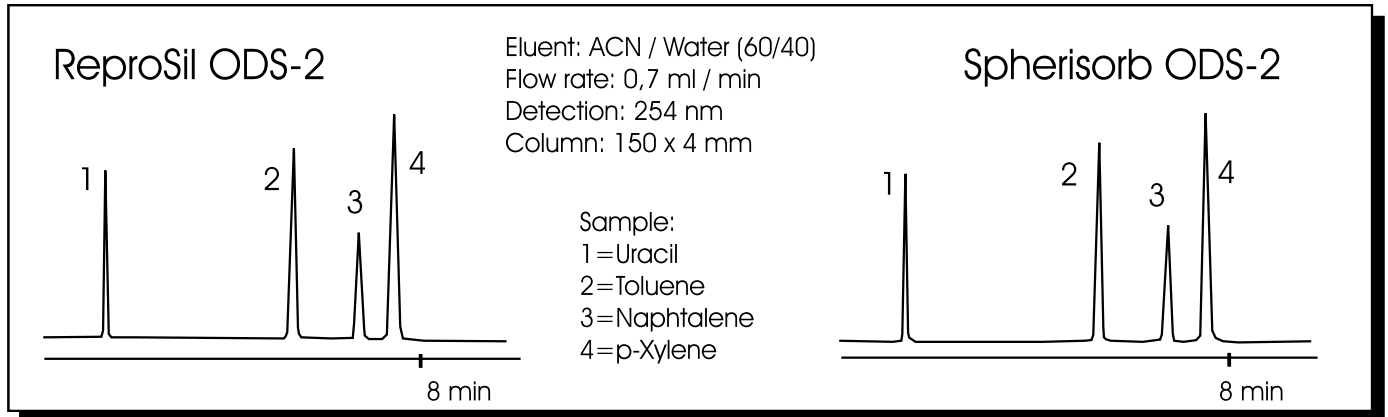 ReproSil ODS-2
Eluent: ACN / Water (60/40)
Flow rate: 0,7 ml / min
Detection: 254 nm
Column: 150 x 4 mm
Spherisorb ODS-2
1
2
3
4
Sample:
1=Uracil
2=Toluene
3=Naphtalene
4=p-Xylene
1
2
3
4
8 min
8 min